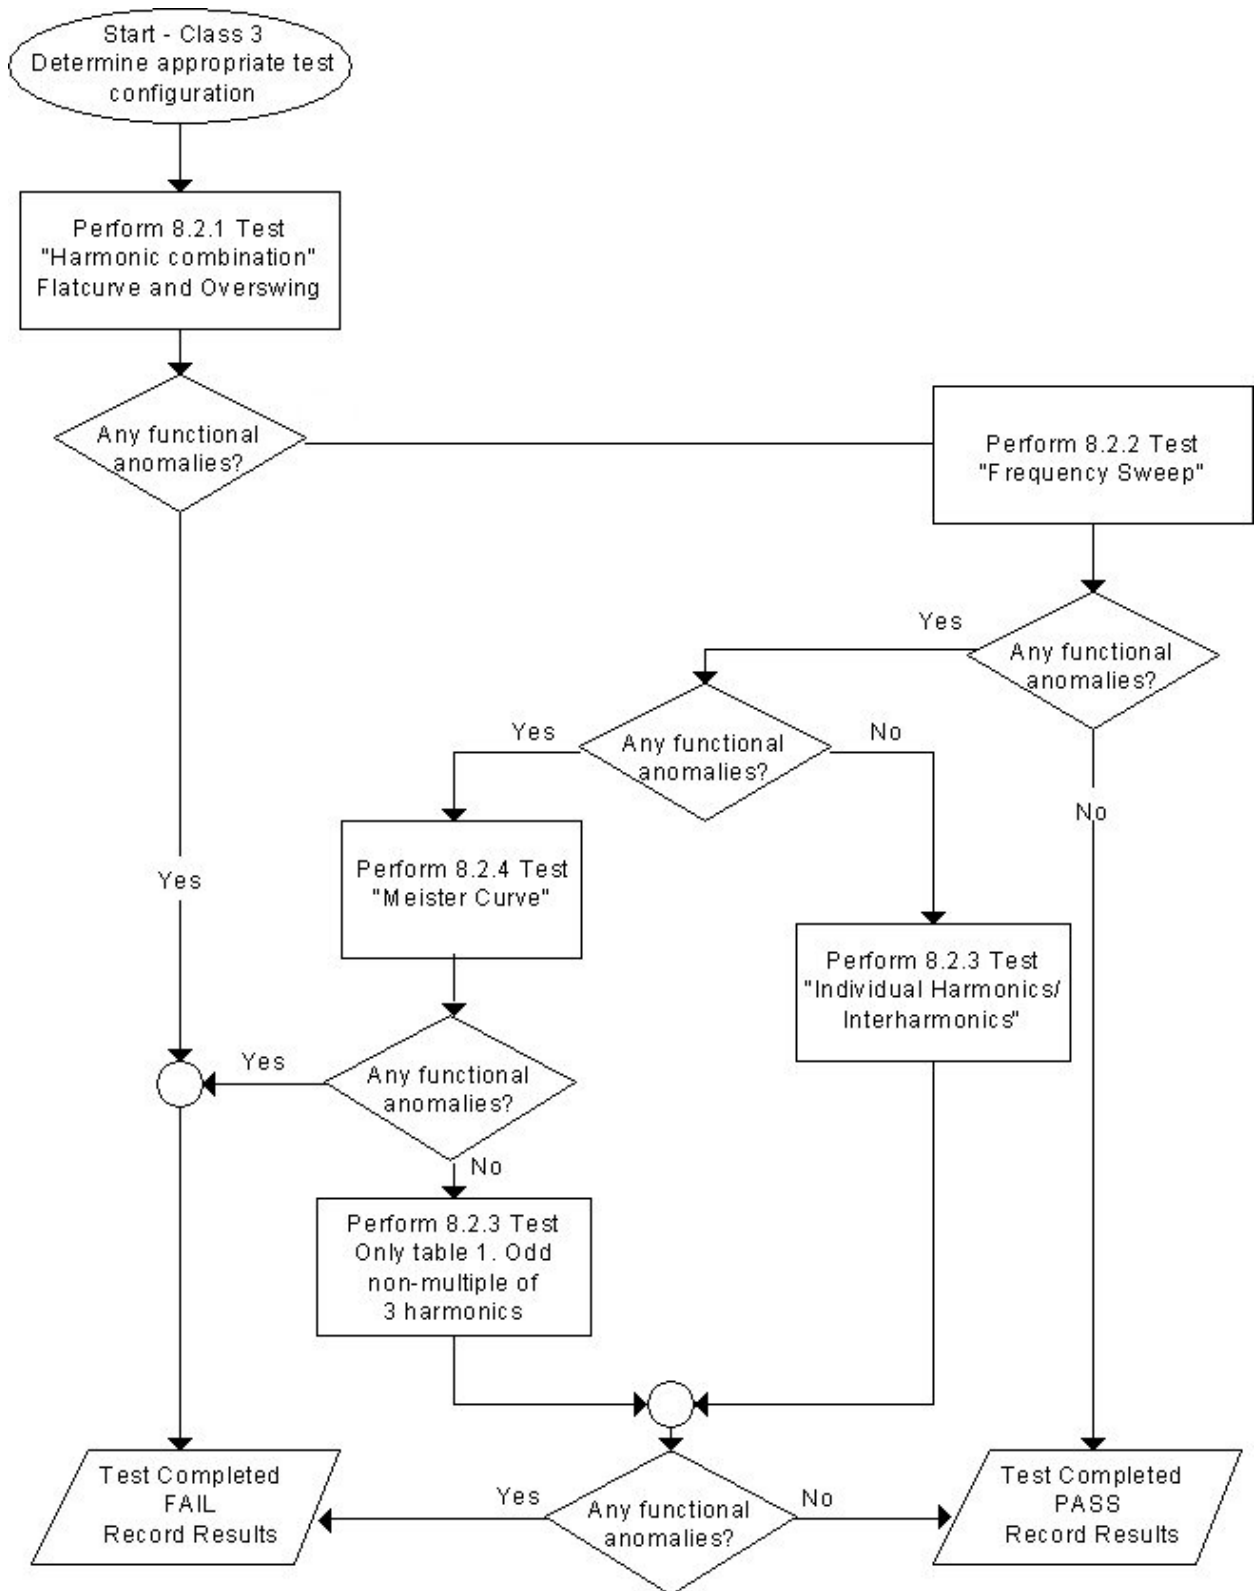 Start - Class 3
Determine appropriate test
configuration
Perform 8.2.1 Test
"Harmonic combination"
Flatcurve and Overswing
Any functional
anomalies?
Perform 8.2.2 Test
"Frequency Sweep"
Yes
Any functional
anomalies?
Yes
Any functional
anomalies?
No
No
Perform 8.2.4 Test
"Meister Curve"
Yes
Perform 8.2.3 Test
"Individual Harmonics/
Interharmonics"
Yes
Any functional
anomalies?
No
Perform 8.2.3 Test
Only table 1. Odd
non-multiple of
3 harmonics
Test Completed
FAIL
Record Results
Yes
Any functional
anomalies?
No
Test Completed
PASS
Record Results